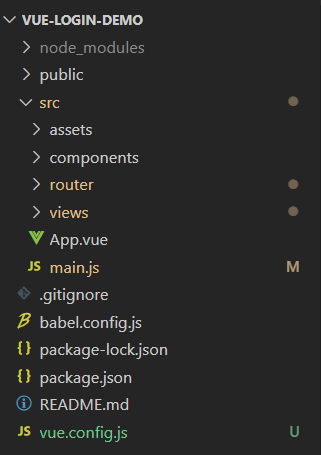 VUE-LOGIN-DEMO
node_modules
public
src
assets
components
router
views
App.vue
JS main.js M
.gitignore
babel.config.js
{} package-lock.json
{} package.json
README.md
JS vue.config.js U